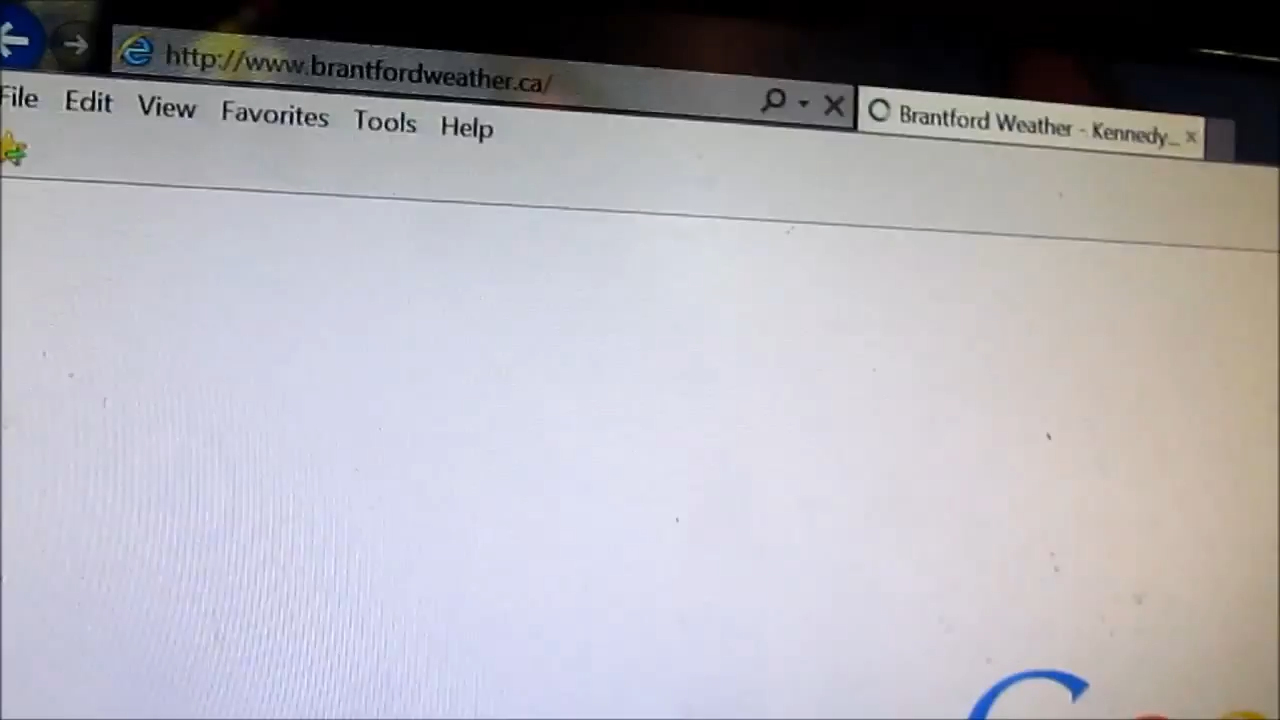 http://www.brantfordweather.ca/
Brantford Weather - Kennedy...
File Edit View Favorites Tools Help
G